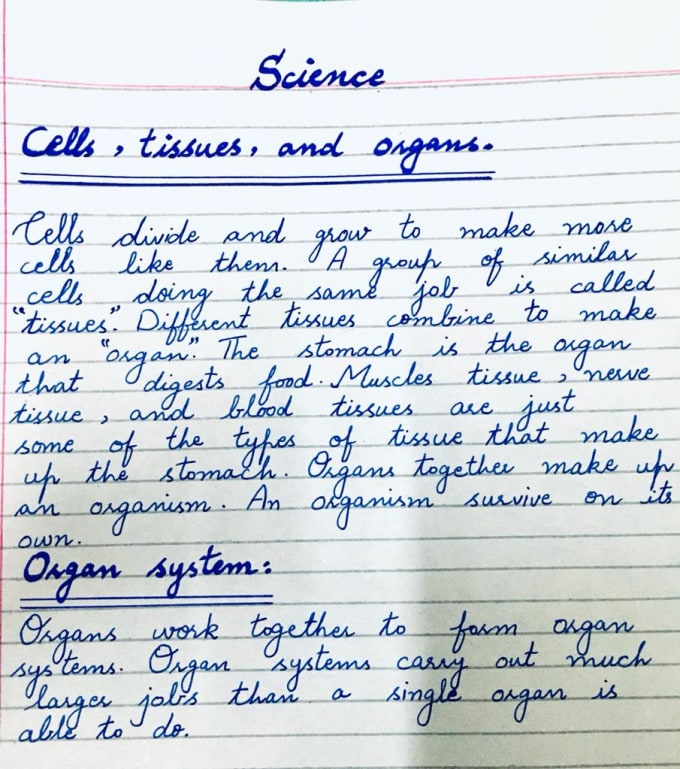 Science
Cells, tissues, and organs.
Cells divide and grow to make more
cells like them. A group of similar
cells doing the same job is called
"tissues". Different tissues combine to make
an "organ". The stomach is the organ
that digests food. Muscles tissue, nerve
tissue, and blood tissues are just
some of the types of tissue that make
up the stomach. Organs together make up
an organism. An organism survive on its
own.
Organ system:
Organs work together to form organ
systems. Organ systems carry out much
larger jobs than a single organ is
able to do.